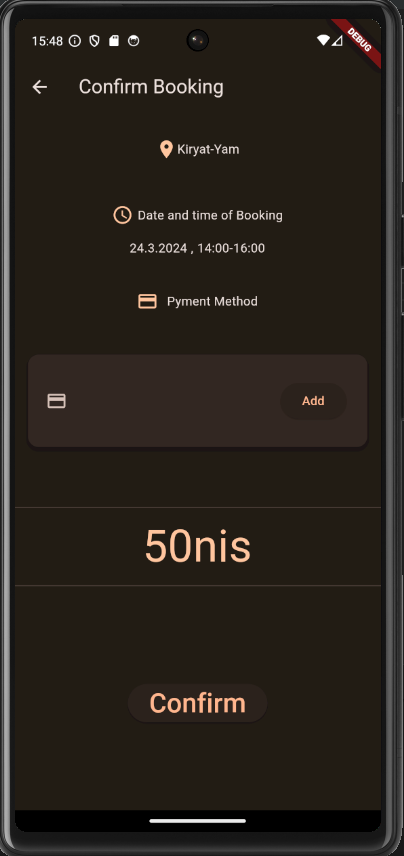 15:48
DEBUG
Confirm Booking
Kiryat-Yam
Date and time of Booking
24.3.2024 , 14:00-16:00
Pyment Method
Add
50nis
Confirm